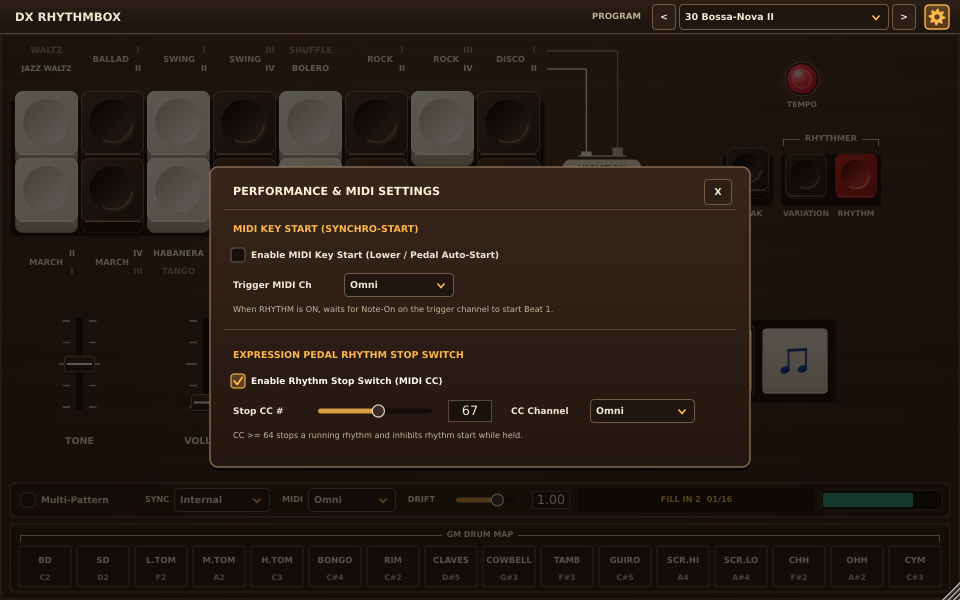 DX RHYTHMBOX
PROGRAM < 30 Bossa-Nova II >
WALTZ I I III SHUFFLE I III I
JAZZ WALTZ BALLAD II SWING II SWING IV BOLERO ROCK II ROCK IV DISCO II
TEMPO
RHYTHMER
VARIATION RHYTHM
MARCH II I MARCH IV III HABANERA TANGO
PERFORMANCE & MIDI SETTINGS X
MIDI KEY START (SYNCHRO-START)
Enable MIDI Key Start (Lower / Pedal Auto-Start)
Trigger MIDI Ch Omni
When RHYTHM is ON, waits for Note-On on the trigger channel to start Beat 1.
EXPRESSION PEDAL RHYTHM STOP SWITCH
Enable Rhythm Stop Switch (MIDI CC)
Stop CC # 67 CC Channel Omni
CC >= 64 stops a running rhythm and inhibits rhythm start while held.
TONE
Multi-Pattern SYNC Internal MIDI Omni DRIFT 1.00 FILL IN 2 01/16
GM DRUM MAP
BD SD L.TOM M.TOM H.TOM BONGO RIM CLAVES COWBELL TAMB GUIRO SCR.HI SCR.LO CHH OHH CYM
C2 D2 F2 A2 C3 C#4 C#2 D#5 G#3 F#3 C#5 A4 A#4 F#2 A#2 C#3